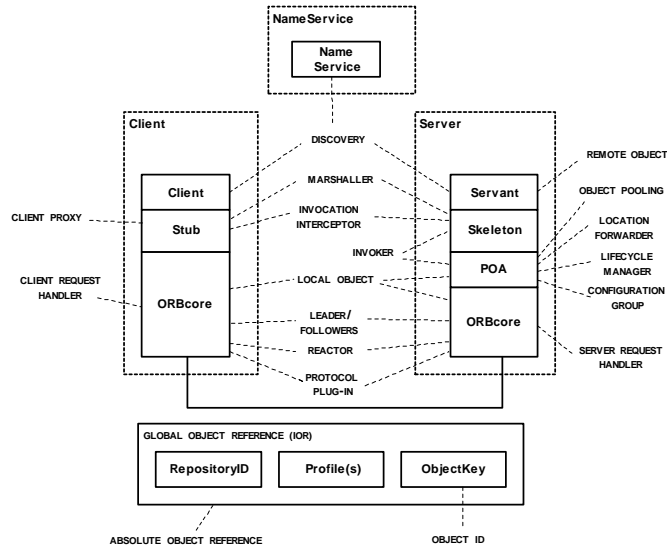 NameService
Name
Service
Client
Server
DISCOVERY
REMOTE OBJECT
Client
MARSHALLER
Servant
OBJECT POOLING
CLIENT PROXY
Stub
INVOCATION
INTERCEPTOR
Skeleton
LOCATION
FORWARDER
INVOKER
POA
LIFECYCLE
MANAGER
CLIENT REQUEST
HANDLER
LOCAL OBJECT
CONFIGURATION
GROUP
ORBcore
LEADER/
FOLLOWERS
ORBcore
REACTOR
SERVER REQUEST
HANDLER
PROTOCOL
PLUG-IN
GLOBAL OBJECT REFERENCE (IOR)
RepositoryID
Profile(s)
ObjectKey
ABSOLUTE OBJECT REFERENCE
OBJECT ID